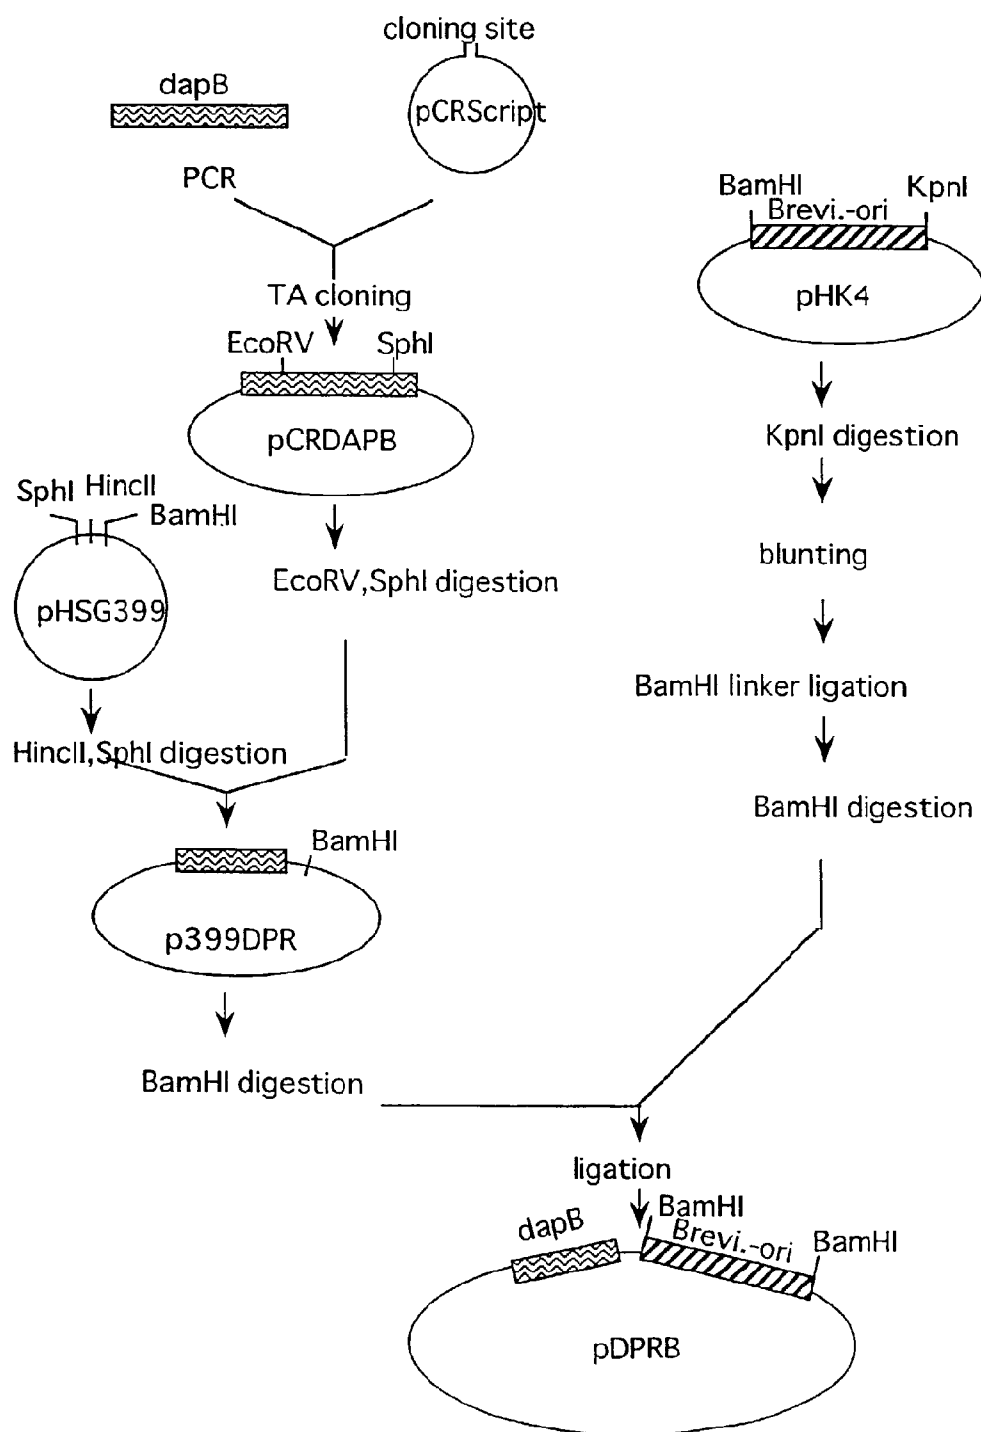 cloning site
dapB
pCRScript
PCR
BamHI
KpnI
Brevi.-ori
pHK4
TA cloning
EcoRV
SphI
pCRDAPB
KpnI digestion
SphI
HincII
BamHI
blunting
EcoRV,SphI digestion
pHSG399
BamHI linker ligation
HincII,SphI digestion
BamHI digestion
BamHI
p399DPR
BamHI digestion
ligation
dapB
BamHI
Brevi.-ori
BamHI
pDPRB